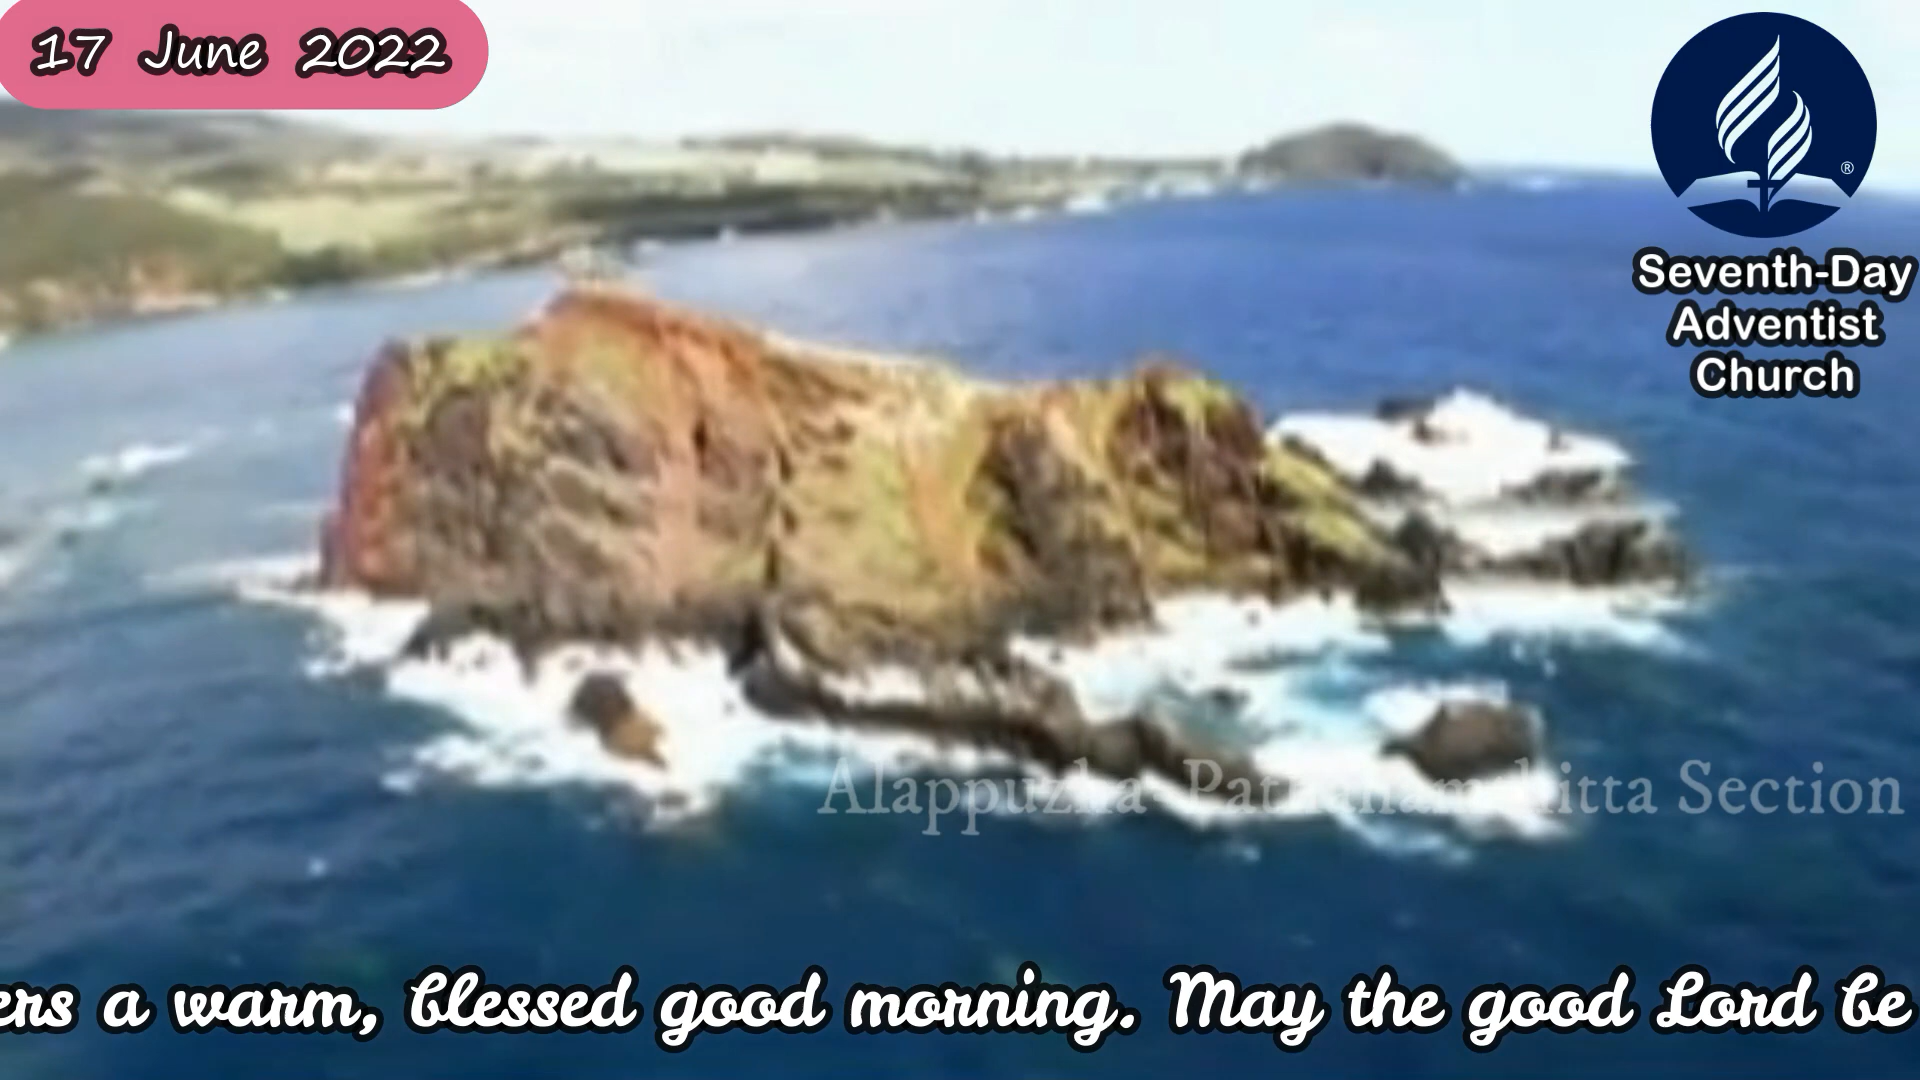 17 June 2022
®
Seventh-Day
Adventist
Church
Alappuzha-Pathanamthitta Section
ers a warm, blessed good morning. May the good Lord be